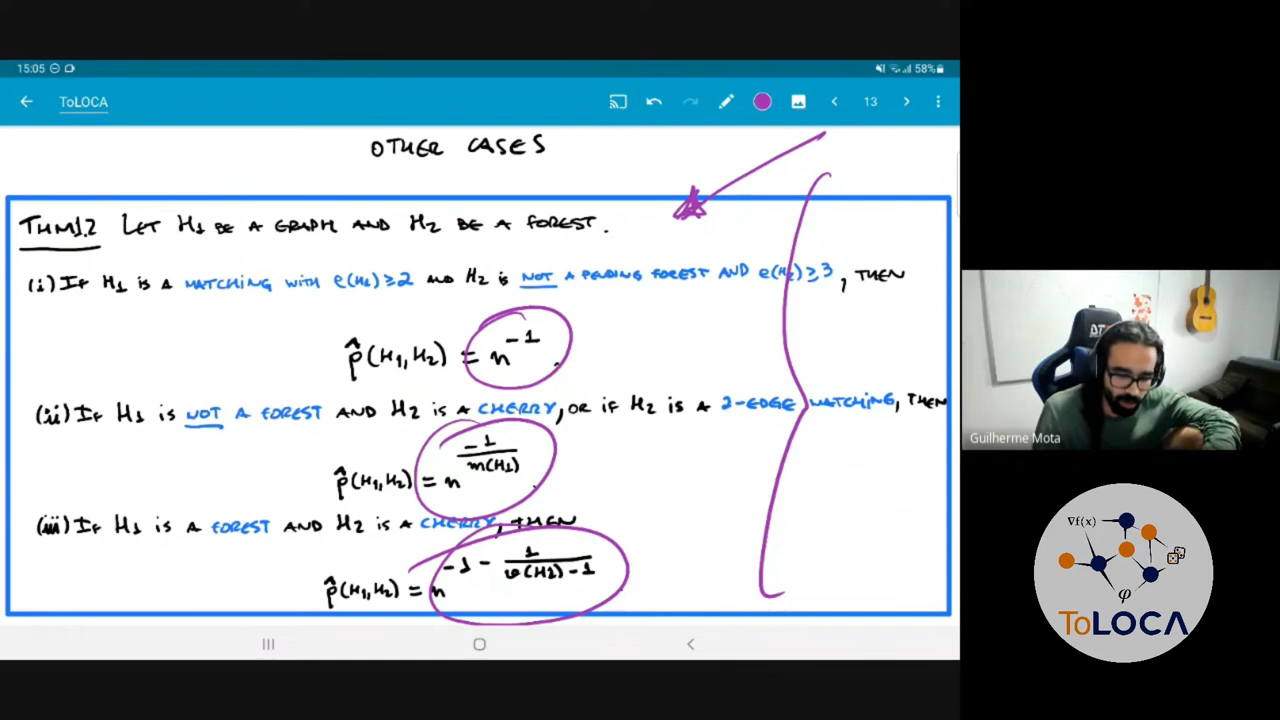 15:05
58%
ToLOCA
13
OTHER CASES
THM1.2 LET H1 BE A GRAPH AND H2 BE A FOREST.
(i) IF H1 IS A MATCHING WITH e(H1)≥2 AND H2 IS NOT A PENDING FOREST AND e(H2)≥3, THEN
p̂(H1,H2) = n^{-1}.
(ii) IF H1 IS NOT A FOREST AND H2 IS A CHERRY, OR IF H2 IS A 2-EDGE MATCHING, THEN
p̂(H1,H2) = n^{-\frac{1}{m(H1)}}.
(iii) IF H1 IS A FOREST AND H2 IS A CHERRY, THEN
p̂(H1,H2) = n^{-1-\frac{1}{v(H1)-1}}
Guilherme Mota
∇f(x)
φ
ToLOCA